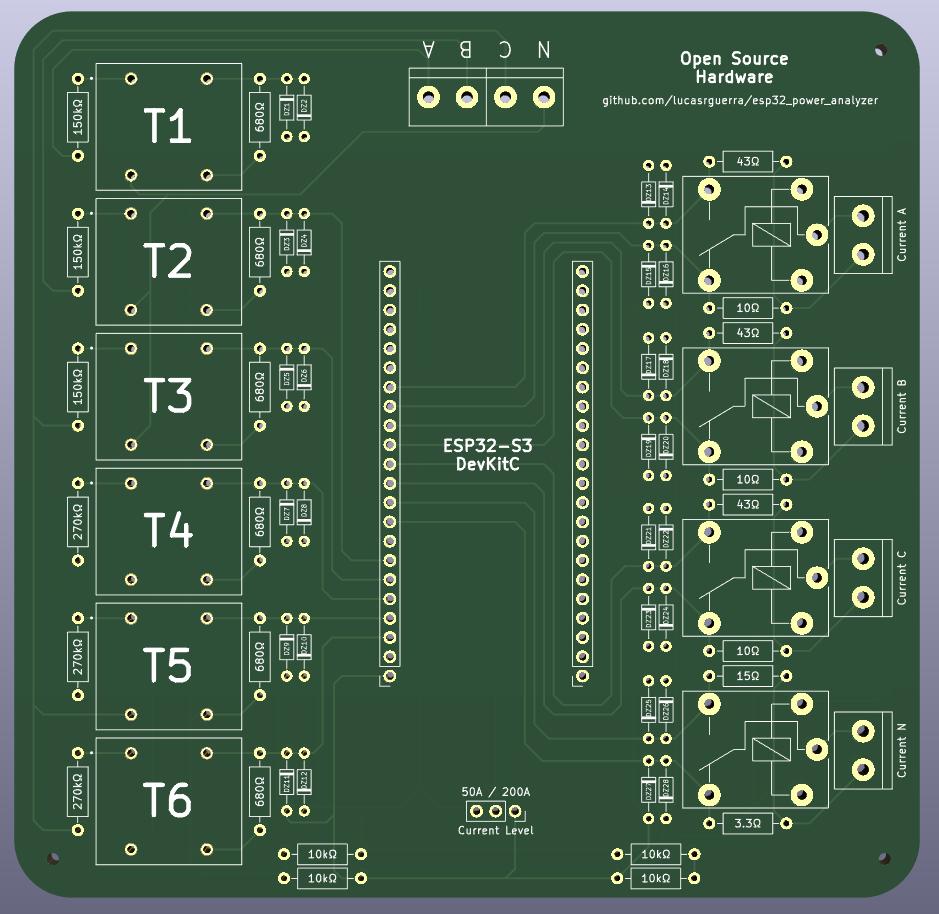 A B C N
Open Source
Hardware
github.com/lucasrguerra/esp32_power_analyzer
T1
150kΩ
680Ω
DZ1
DZ2
T2
150kΩ
680Ω
DZ3
DZ4
T3
150kΩ
680Ω
DZ5
DZ6
T4
270kΩ
680Ω
DZ7
DZ8
T5
270kΩ
680Ω
DZ9
DZ10
T6
270kΩ
680Ω
DZ11
DZ12
ESP32-S3
DevKitC
43Ω
DZ13
DZ14
DZ15
DZ16
Current A
10Ω
43Ω
DZ17
DZ18
DZ19
DZ20
Current B
10Ω
43Ω
DZ21
DZ22
DZ23
DZ24
Current C
10Ω
15Ω
DZ25
DZ26
DZ27
DZ28
Current N
3.3Ω
50A / 200A
Current Level
10kΩ
10kΩ
10kΩ
10kΩ